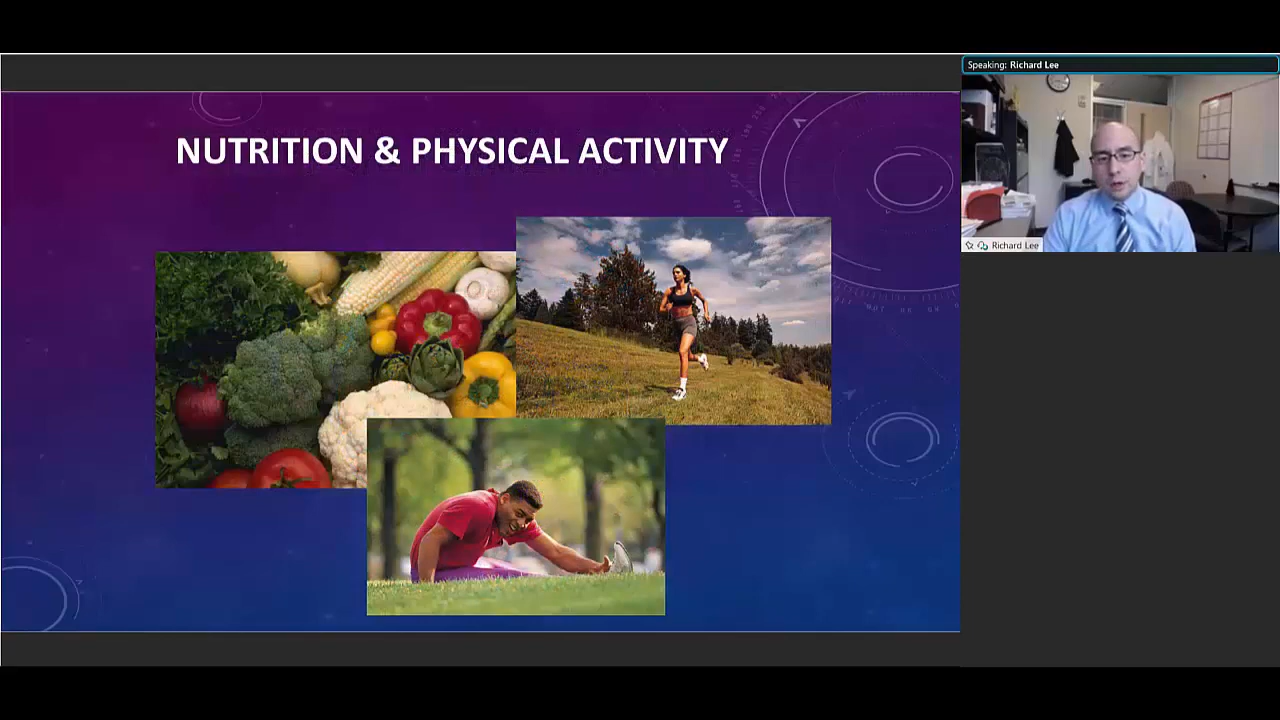 NUTRITION & PHYSICAL ACTIVITY
Speaking: Richard Lee
Richard Lee